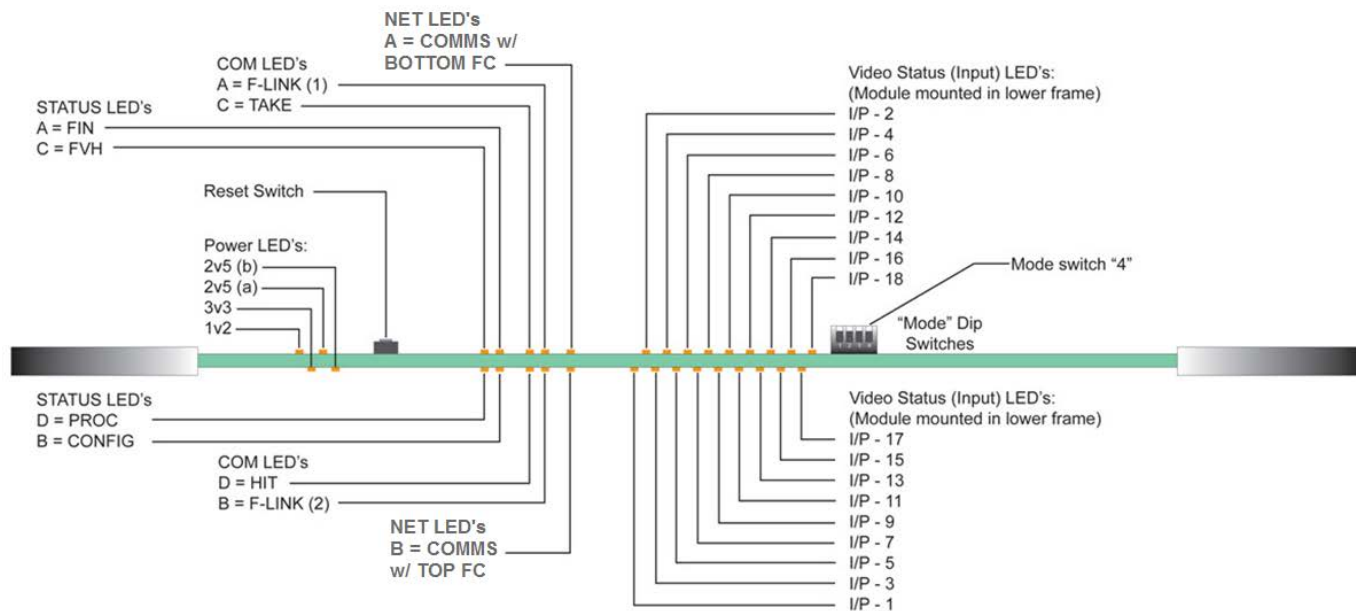 NET LED's
A = COMMS w/
BOTTOM FC
COM LED's
A = F-LINK (1)
C = TAKE
STATUS LED's
A = FIN
C = FVH
Reset Switch
Power LED's:
2v5 (b)
2v5 (a)
3v3
1v2
Video Status (Input) LED's:
(Module mounted in lower frame)
I/P - 2
I/P - 4
I/P - 6
I/P - 8
I/P - 10
I/P - 12
I/P - 14
I/P - 16
I/P - 18
Mode switch “4”
“Mode” Dip
Switches
STATUS LED's
D = PROC
B = CONFIG
COM LED's
D = HIT
B = F-LINK (2)
NET LED's
B = COMMS
w/ TOP FC
Video Status (Input) LED's:
(Module mounted in lower frame)
I/P - 17
I/P - 15
I/P - 13
I/P - 11
I/P - 9
I/P - 7
I/P - 5
I/P - 3
I/P - 1